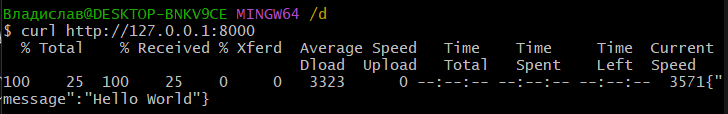 Владислав@DESKTOP-BNKV9CE MINGW64 /d
$ curl http://127.0.0.1:8000
  % Total    % Received % Xferd  Average Speed   Time    Time     Time  Current
                                 Dload  Upload   Total   Spent    Left  Speed
100    25  100    25    0     0   3323      0 --:--:-- --:--:-- --:--:--  3571{"
message":"Hello World"}